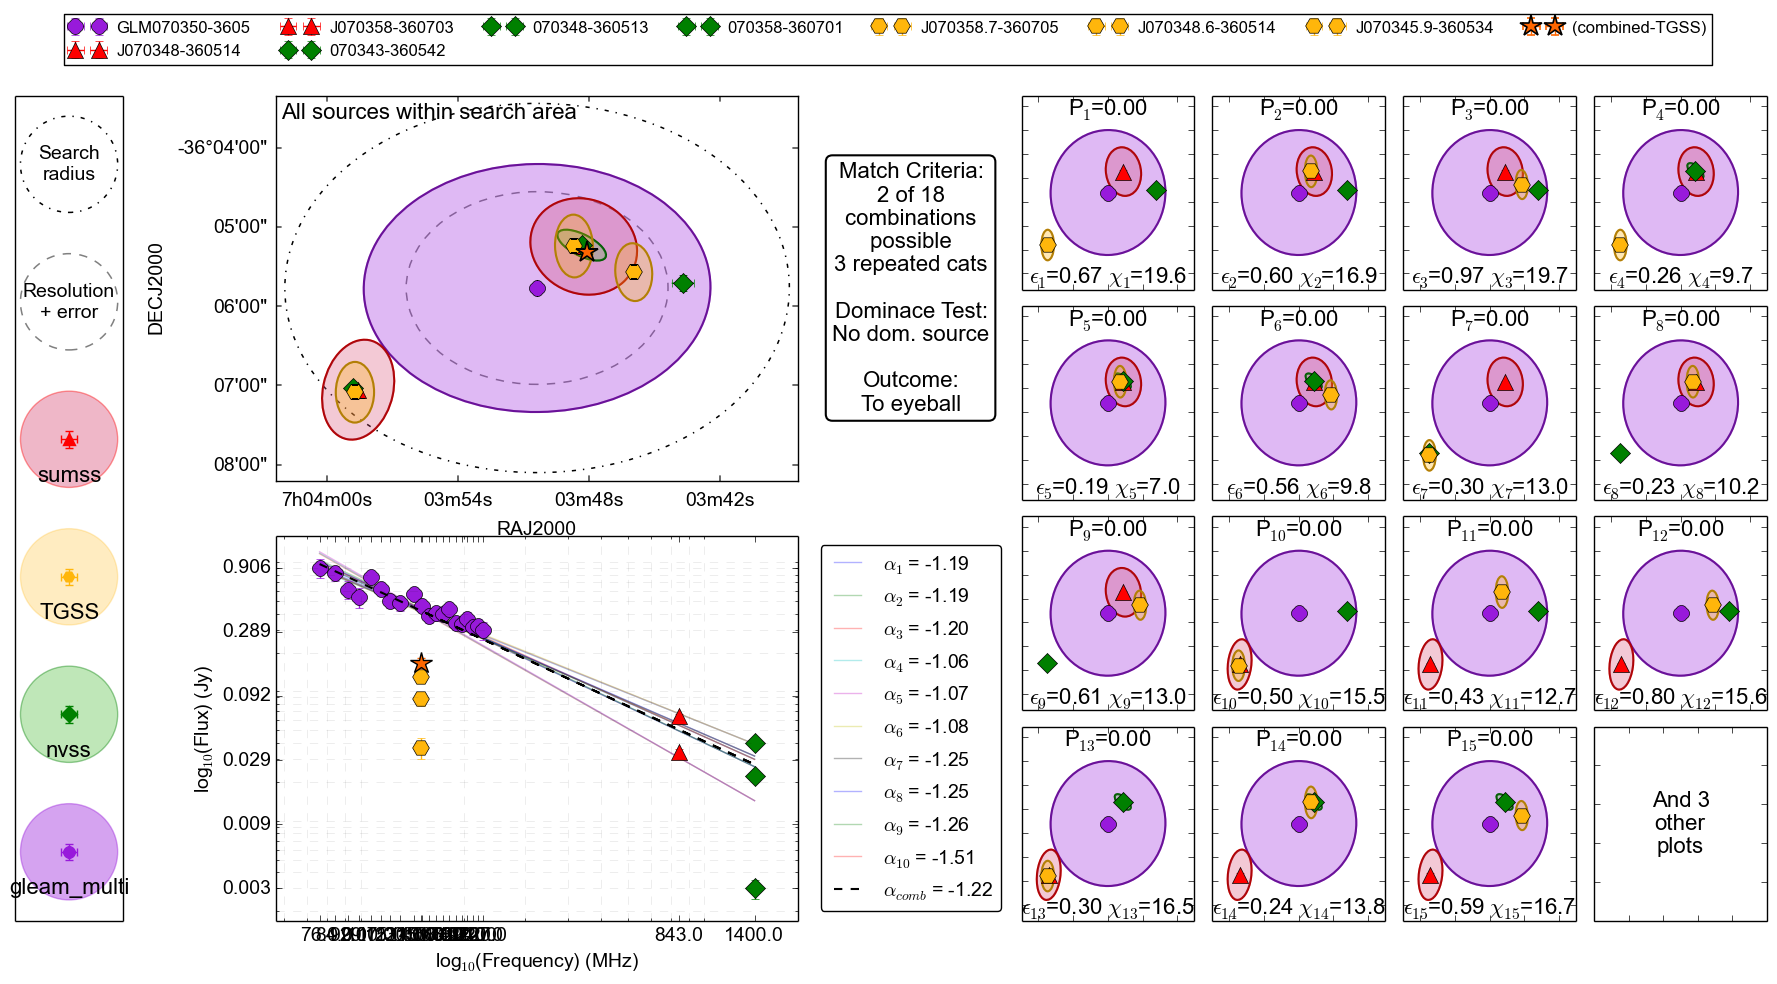 GLM070350-3605
J070358-360703
070348-360513
070358-360701
J070358.7-360705
J070348.6-360514
J070345.9-360534
(combined-TGSS)
J070348-360514
070343-360542
Search
radius
Resolution
+ error
sumss
TGSS
nvss
gleam_multi
All sources within search area
DECJ2000
-36°04'00"
05'00"
06'00"
07'00"
08'00"
7h04m00s
03m54s
03m48s
03m42s
RAJ2000
Match Criteria:
2 of 18
combinations
possible
3 repeated cats
Dominace Test:
No dom. source
Outcome:
To eyeball
log10(Flux) (Jy)
0.906
0.289
0.092
0.029
0.009
0.003
843.0
1400.0
log10(Frequency) (MHz)
α1 = -1.19
α2 = -1.19
α3 = -1.20
α4 = -1.06
α5 = -1.07
α6 = -1.08
α7 = -1.25
α8 = -1.25
α9 = -1.26
α10 = -1.51
αcomb = -1.22
P1=0.00
ϵ1=0.67 χ1=19.6
P2=0.00
ϵ2=0.60 χ2=16.9
P3=0.00
ϵ3=0.97 χ3=19.7
P4=0.00
ϵ4=0.26 χ4=9.7
P5=0.00
ϵ5=0.19 χ5=7.0
P6=0.00
ϵ6=0.56 χ6=9.8
P7=0.00
ϵ7=0.30 χ7=13.0
P8=0.00
ϵ8=0.23 χ8=10.2
P9=0.00
ϵ9=0.61 χ9=13.0
P10=0.00
ϵ10=0.50 χ10=15.5
P11=0.00
ϵ11=0.43 χ11=12.7
P12=0.00
ϵ12=0.80 χ12=15.6
P13=0.00
ϵ13=0.30 χ13=16.5
P14=0.00
ϵ14=0.24 χ14=13.8
P15=0.00
ϵ15=0.59 χ15=16.7
And 3
other
plots